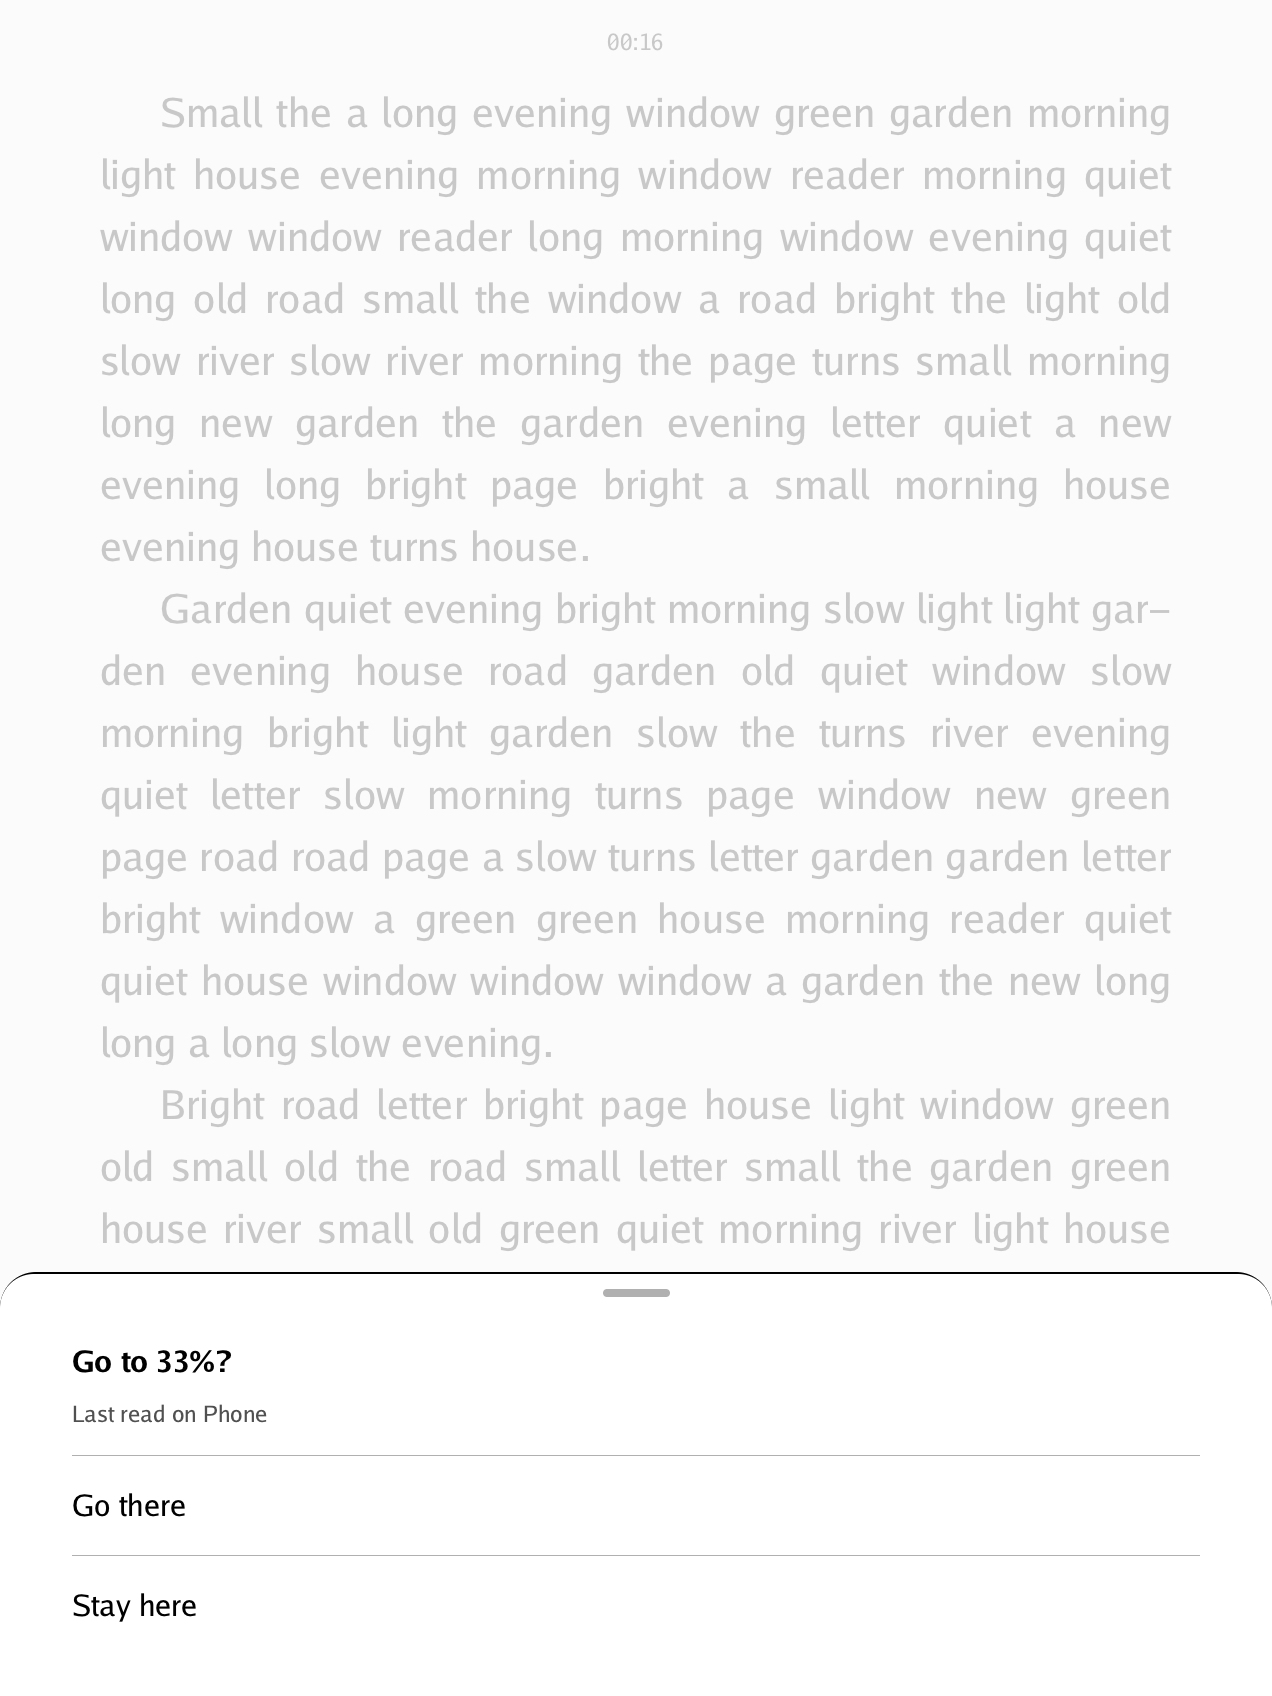 00:16
Small the a long evening window green garden morning
light house evening morning window reader morning quiet
window window reader long morning window evening quiet
long old road small the window a road bright the light old
slow river slow river morning the page turns small morning
long new garden the garden evening letter quiet a new
evening long bright page bright a small morning house
evening house turns house.
Garden quiet evening bright morning slow light light gar–
den evening house road garden old quiet window slow
morning bright light garden slow the turns river evening
quiet letter slow morning turns page window new green
page road road page a slow turns letter garden garden letter
bright window a green green house morning reader quiet
quiet house window window window a garden the new long
long a long slow evening.
Bright road letter bright page house light window green
old small old the road small letter small the garden green
house river small old green quiet morning river light house
Go to 33%?
Last read on Phone
Go there
Stay here